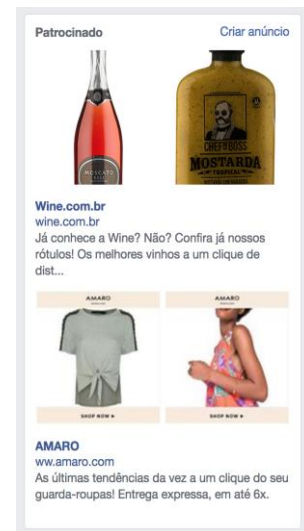 Patrocinado Criar anúncio
MOSCATO
CHEF'N'BOSS
MOSTARDA
TROPICAL
Wine.com.br
wine.com.br
Já conhece a Wine? Não? Confira já nossos
rótulos! Os melhores vinhos a um clique de
dist...
AMARO AMARO
SHOP NOW ▸ SHOP NOW ▸
AMARO
ww.amaro.com
As últimas tendências da vez a um clique do seu
guarda-roupas! Entrega expressa, em até 6x.